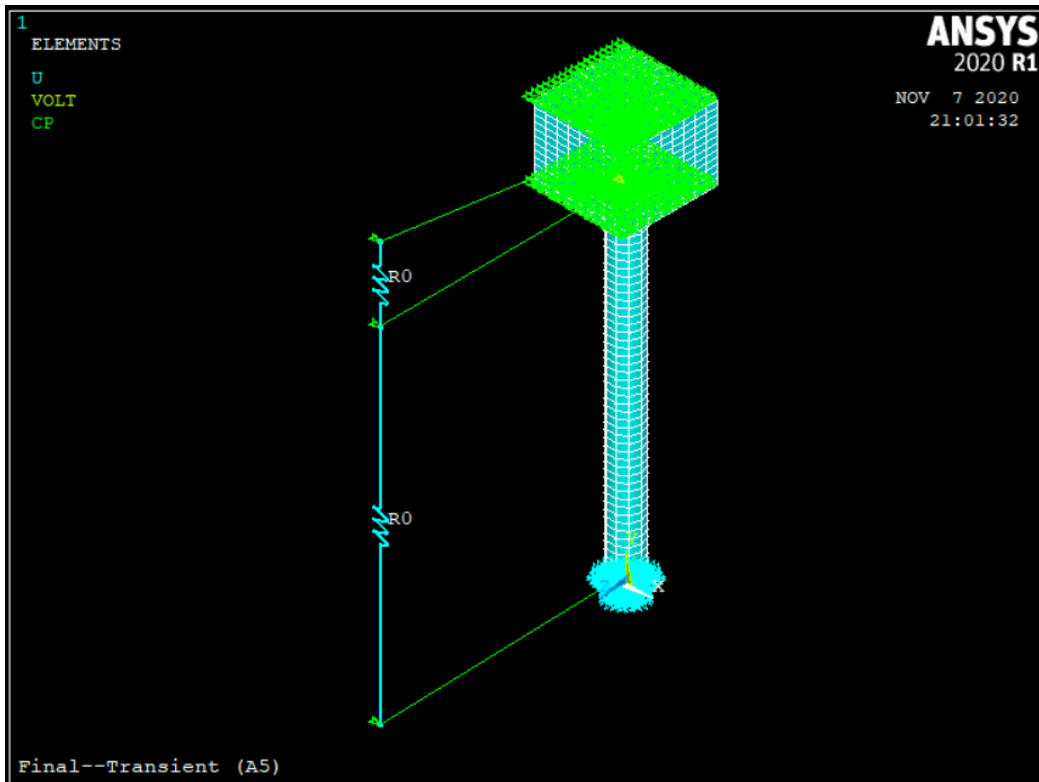 1
ELEMENTS
U
VOLT
CP
ANSYS
2020 R1
NOV 7 2020
21:01:32
R0
R0
Y
Z
X
Final--Transient (A5)